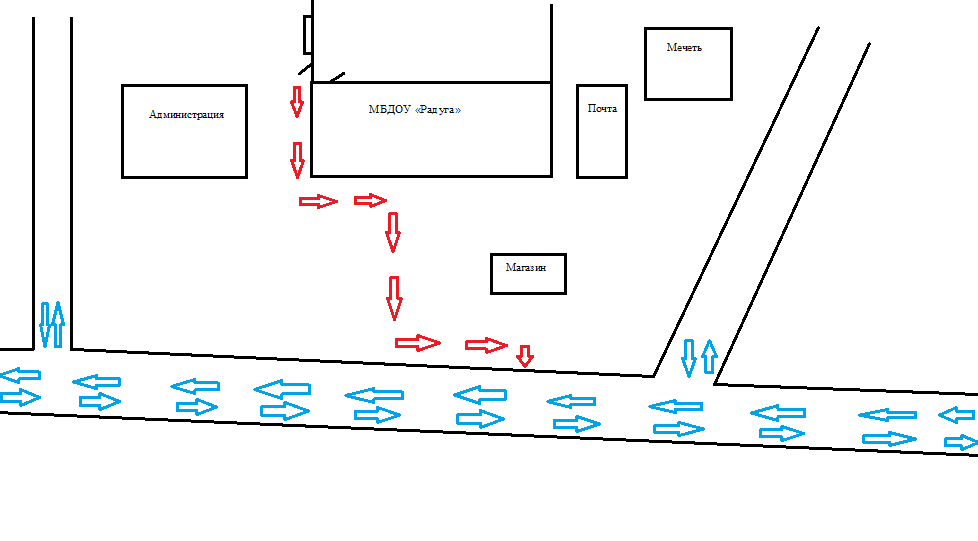 Мечеть
Администрация
МБДОУ «Радуга»
Почта
Магазин